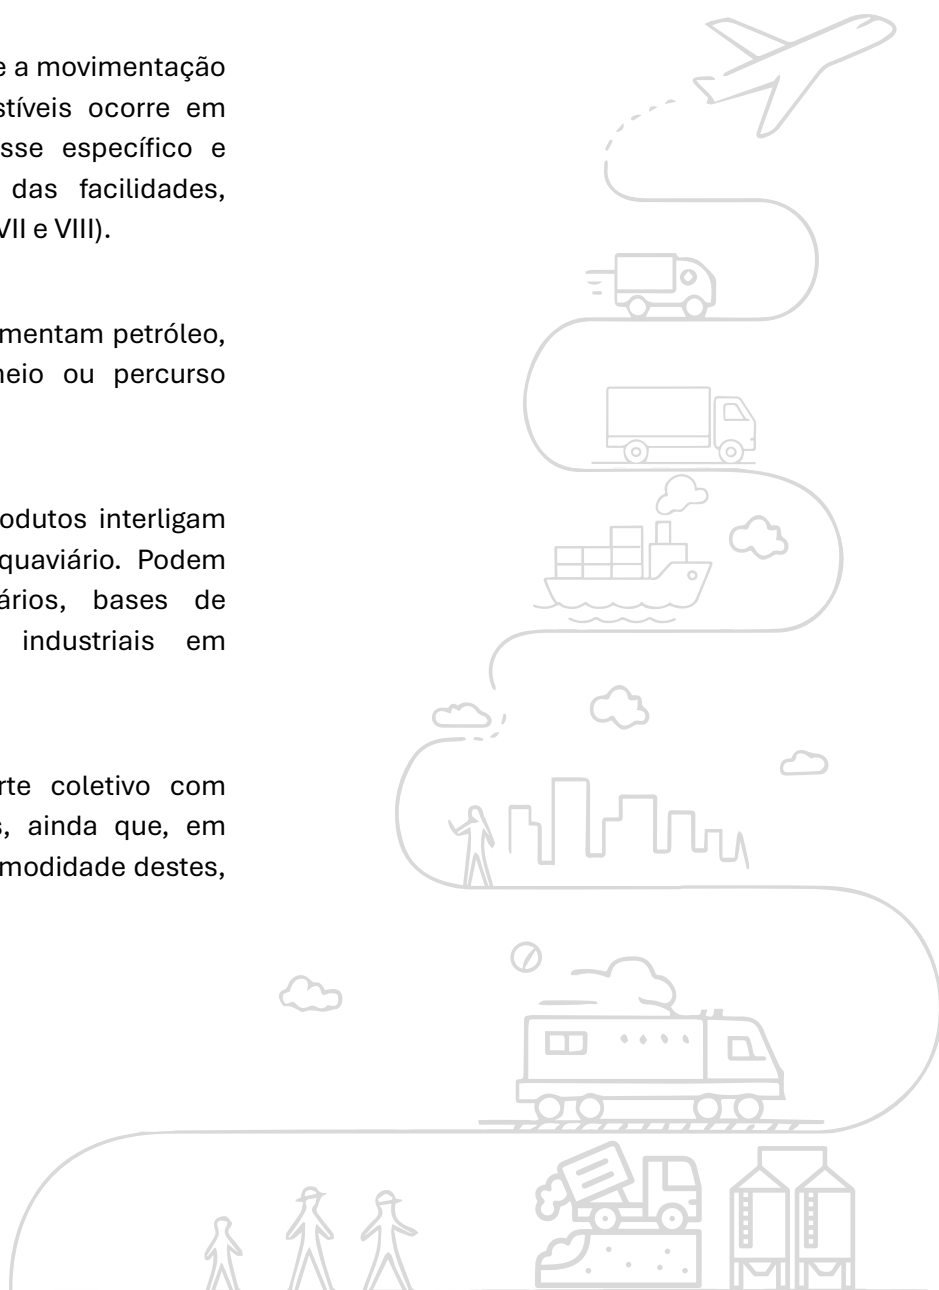 e a movimentação
stíveis ocorre em
sse específico e
das facilidades,
VII e VIII).
mentam petróleo,
neio ou percurso
odutos interligam
quaviário. Podem
ários, bases de
industriais em
rte coletivo com
s, ainda que, em
modidade destes,